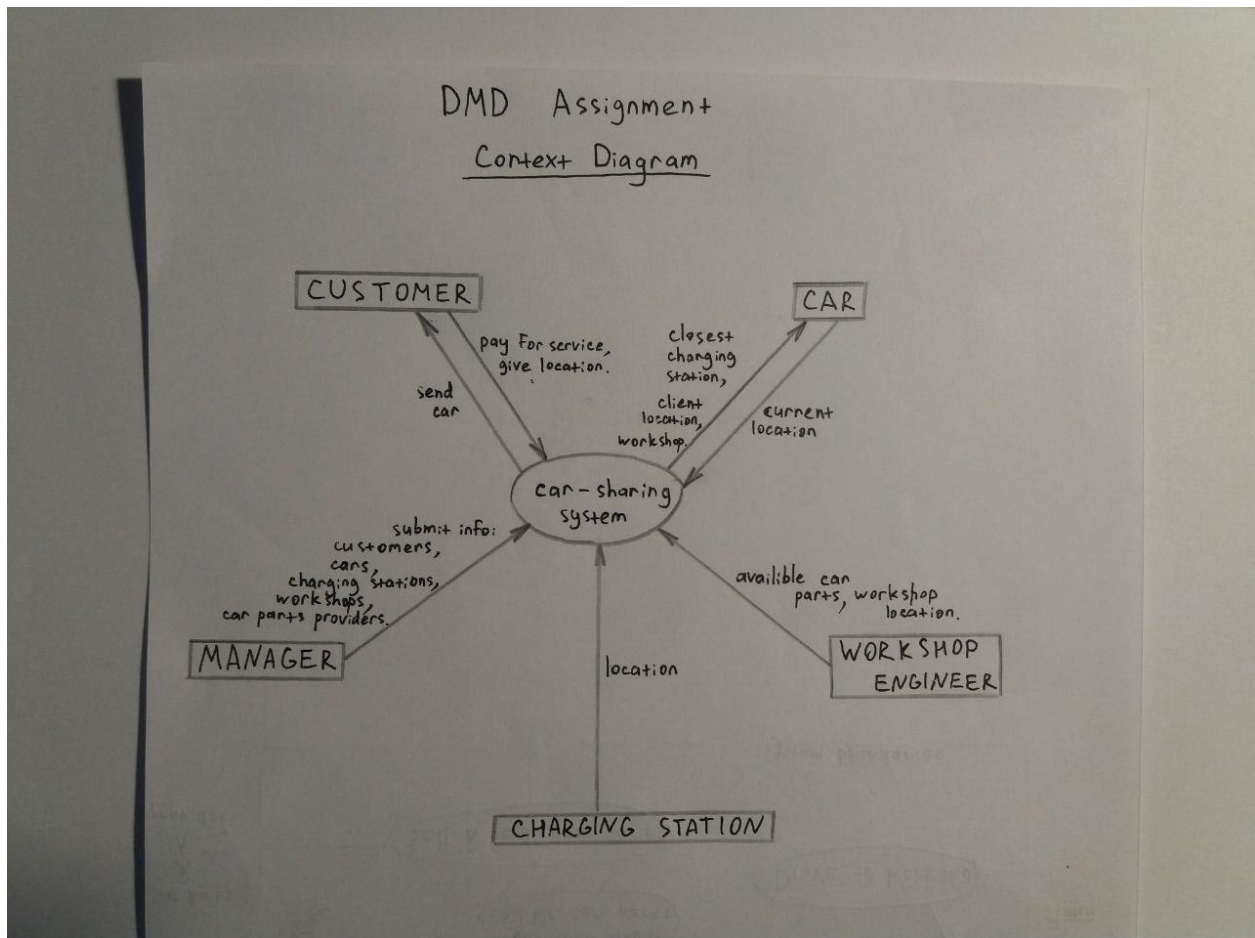 DMD Assignment
Context Diagram
CUSTOMER
CAR
pay for service,
give location.
send
car
closest
charging
station,
client
location,
workshop.
current
location
car-sharing
system
submit info:
customers,
cars,
charging stations,
workshops,
car parts providers.
MANAGER
availible car
parts, workshop
location.
WORKSHOP
ENGINEER
location
CHARGING STATION